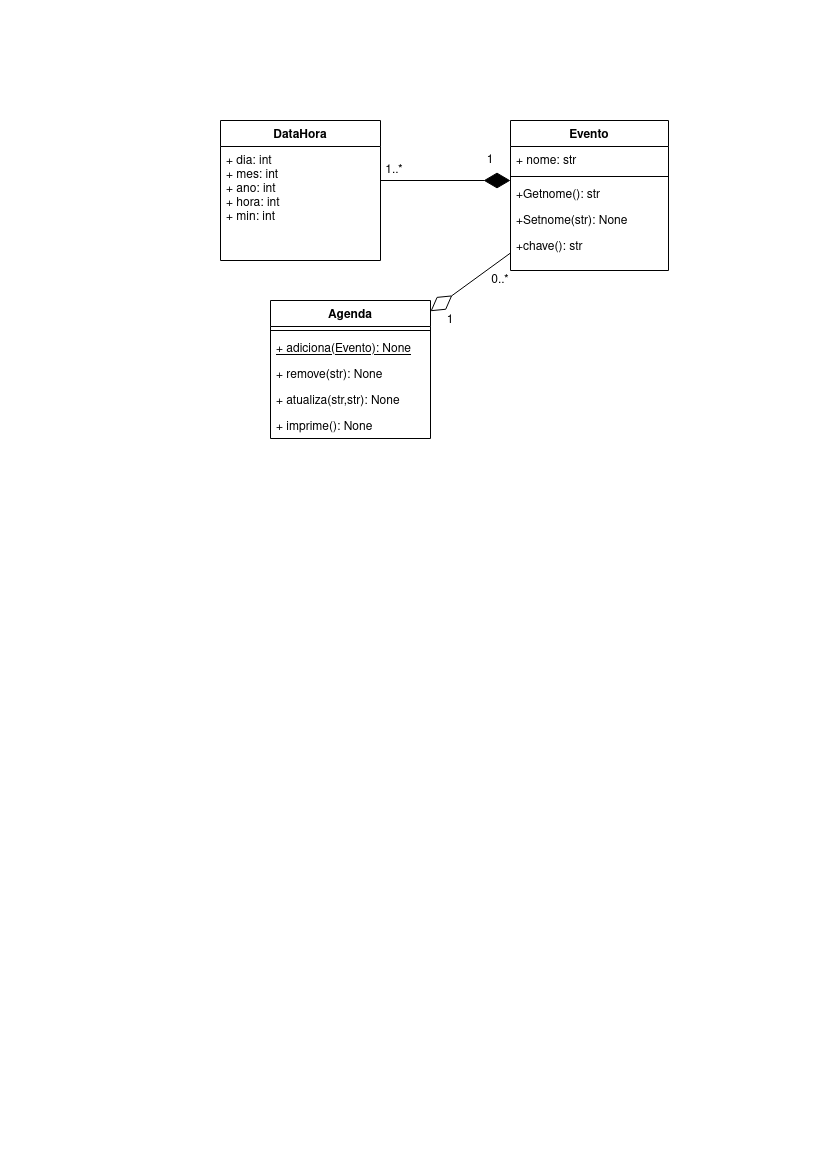 DataHora
+ dia: int
+ mes: int
+ ano: int
+ hora: int
+ min: int
1..*
1
Evento
+ nome: str
+Getnome(): str
+Setnome(str): None
+chave(): str
0..*
1
Agenda
+ adiciona(Evento): None
+ remove(str): None
+ atualiza(str,str): None
+ imprime(): None